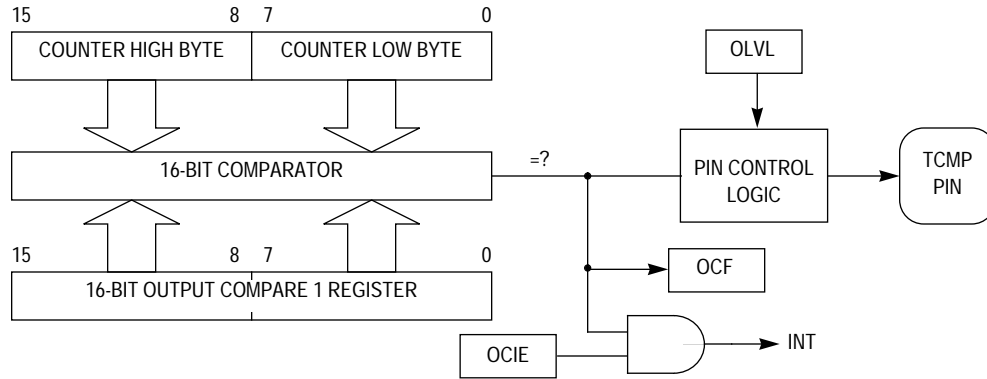 15 8 7 0
COUNTER HIGH BYTE COUNTER LOW BYTE
OLVL
16-BIT COMPARATOR
=?
PIN CONTROL
LOGIC
TCMP
PIN
15 8 7 0
16-BIT OUTPUT COMPARE 1 REGISTER
OCF
OCIE
INT